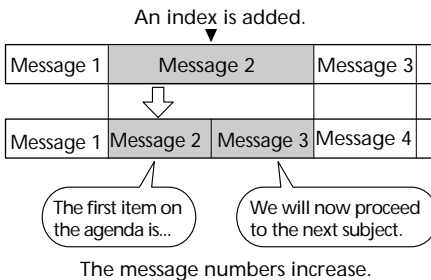 An index is added.
Message 1 Message 2 Message 3
Message 1 Message 2 Message 3 Message 4
The first item on
the agenda is...
We will now proceed
to the next subject.
The message numbers increase.